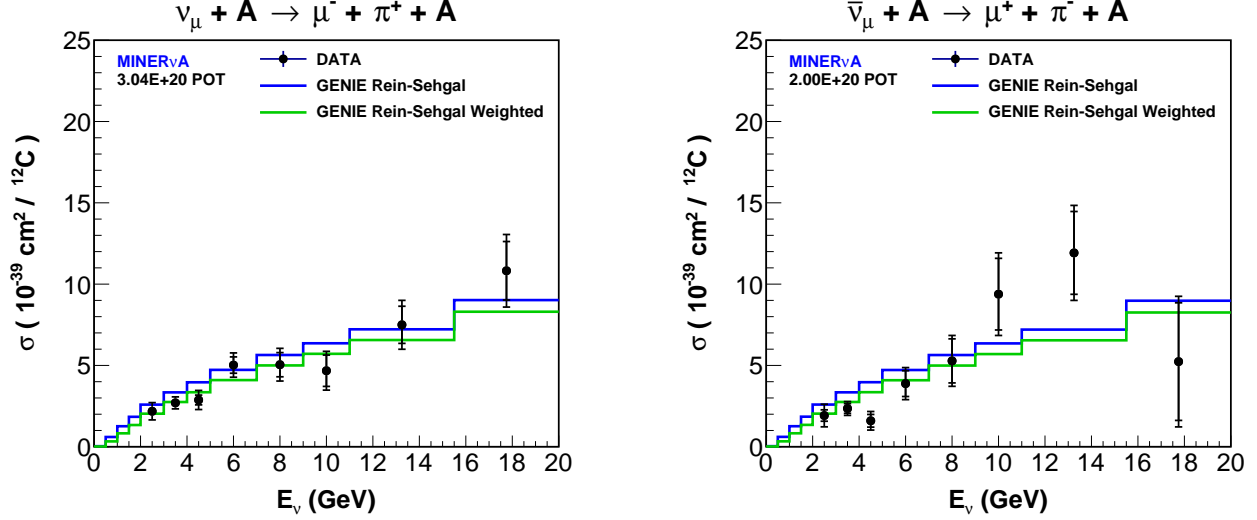 ν_μ + A → μ⁻ + π⁺ + A
25
20
15
10
5
0
σ ( 10⁻³⁹ cm² / ¹²C)
MINERνA
3.04E+20 POT
DATA
GENIE Rein-Sehgal
GENIE Rein-Sehgal Weighted
0 2 4 6 8 10 12 14 16 18 20
E_ν (GeV)
ν̅_μ + A → μ⁺ + π⁻ + A
25
20
15
10
5
0
σ ( 10⁻³⁹ cm² / ¹²C)
MINERνA
2.00E+20 POT
DATA
GENIE Rein-Sehgal
GENIE Rein-Sehgal Weighted
0 2 4 6 8 10 12 14 16 18 20
E_ν (GeV)